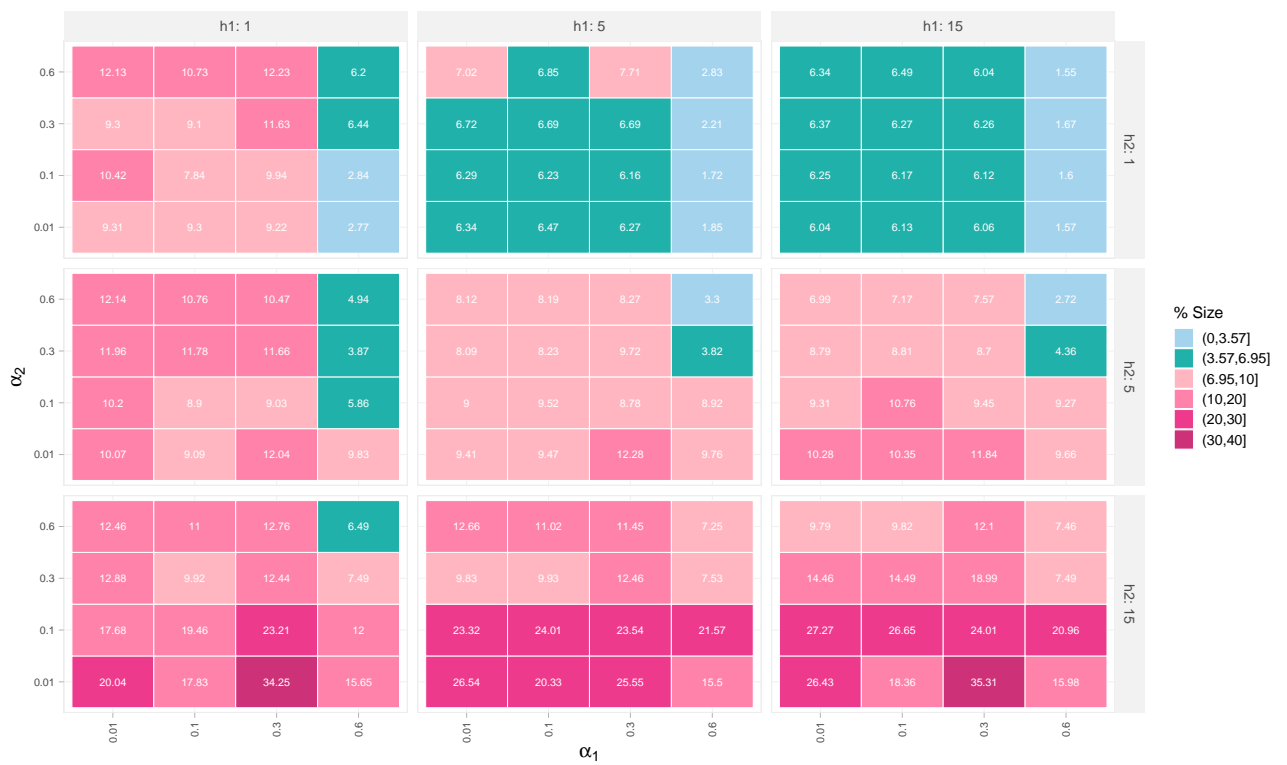 h1: 1 h1: 5 h1: 15
0.6 12.13 10.73 12.23 6.2 7.02 6.85 7.71 2.83 6.34 6.49 6.04 1.55
0.3 9.3 9.1 11.63 6.44 6.72 6.69 6.69 2.21 6.37 6.27 6.26 1.67
h2: 1
0.1 10.42 7.84 9.94 2.84 6.29 6.23 6.16 1.72 6.25 6.17 6.12 1.6
0.01 9.31 9.3 9.22 2.77 6.34 6.47 6.27 1.85 6.04 6.13 6.06 1.57
0.6 12.14 10.76 10.47 4.94 8.12 8.19 8.27 3.3 6.99 7.17 7.57 2.72
0.3 11.96 11.78 11.66 3.87 8.09 8.23 9.72 3.82 8.79 8.81 8.7 4.36
α2
h2: 5
0.1 10.2 8.9 9.03 5.86 9 9.52 8.78 8.92 9.31 10.76 9.45 9.27
0.01 10.07 9.09 12.04 9.83 9.41 9.47 12.28 9.76 10.28 10.35 11.84 9.66
0.6 12.46 11 12.76 6.49 12.66 11.02 11.45 7.25 9.79 9.82 12.1 7.46
0.3 12.88 9.92 12.44 7.49 9.83 9.93 12.46 7.53 14.46 14.49 18.99 7.49
h2: 15
0.1 17.68 19.46 23.21 12 23.32 24.01 23.54 21.57 27.27 26.65 24.01 20.96
0.01 20.04 17.83 34.25 15.65 26.54 20.33 25.55 15.5 26.43 18.36 35.31 15.98
0.01 0.1 0.3 0.6 0.01 0.1 0.3 0.6 0.01 0.1 0.3 0.6
α1
% Size
(0,3.57]
(3.57,6.95]
(6.95,10]
(10,20]
(20,30]
(30,40]